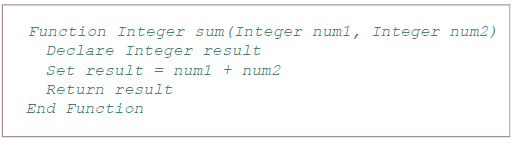 Function Integer sum(Integer num1, Integer num2)
Declare Integer result
Set result = num1 + num2
Return result
End Function